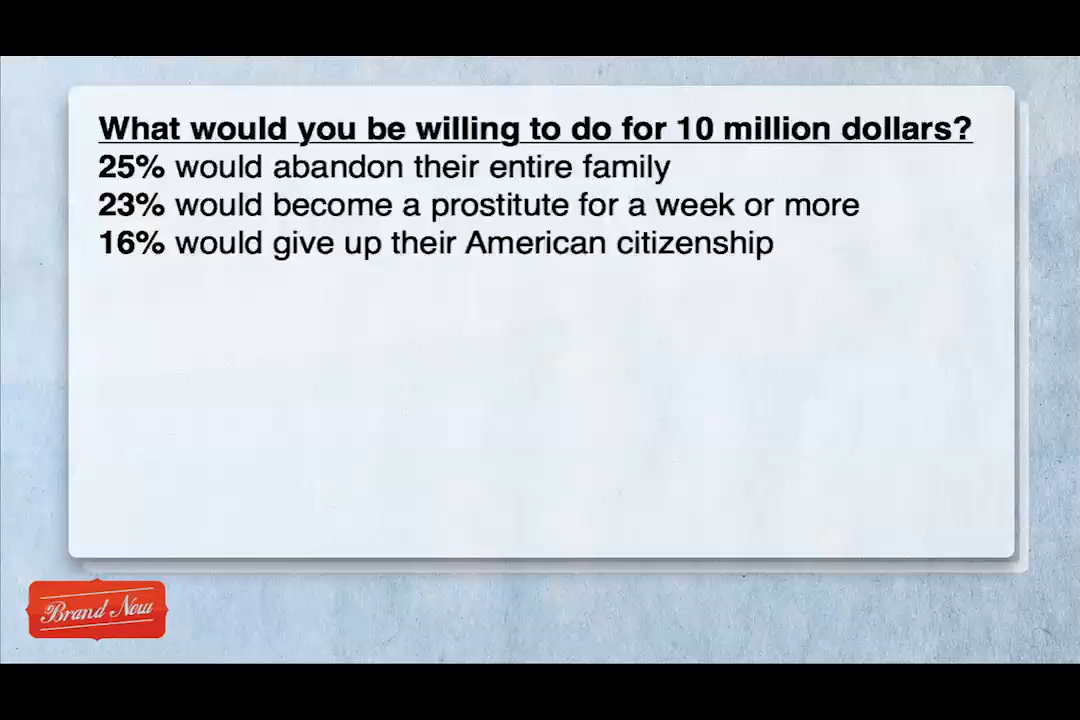 What would you be willing to do for 10 million dollars?
25% would abandon their entire family
23% would become a prostitute for a week or more
16% would give up their American citizenship
Brand New